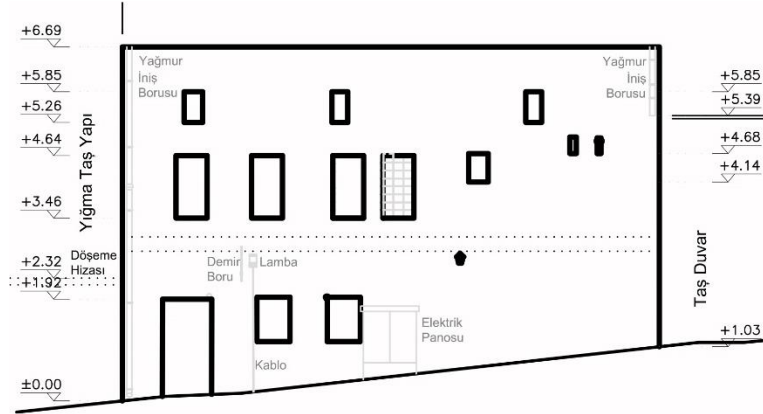 +6.69
+5.85
+5.26
+4.64
+3.46
+2.32
+1.92
±0.00
Yığma Taş Yapı
Döşeme
Hizası
Yağmur
İniş
Borusu
Demir
Boru
Lamba
Kablo
Elektrik
Panosu
Yağmur
İniş
Borusu
+5.85
+5.39
+4.68
+4.14
+1.03
Taş Duvar